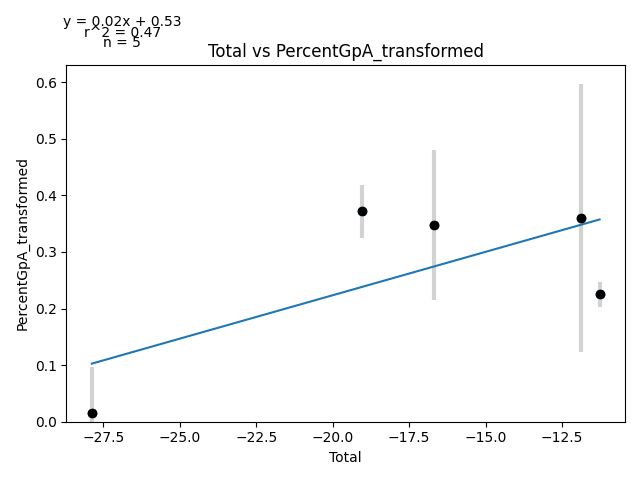 y = 0.02x + 0.53
r^2 = 0.47
n = 5
Total vs PercentGpA_transformed
PercentGpA_transformed
0.6
0.5
0.4
0.3
0.2
0.1
0.0
−27.5 −25.0 −22.5 −20.0 −17.5 −15.0 −12.5
Total